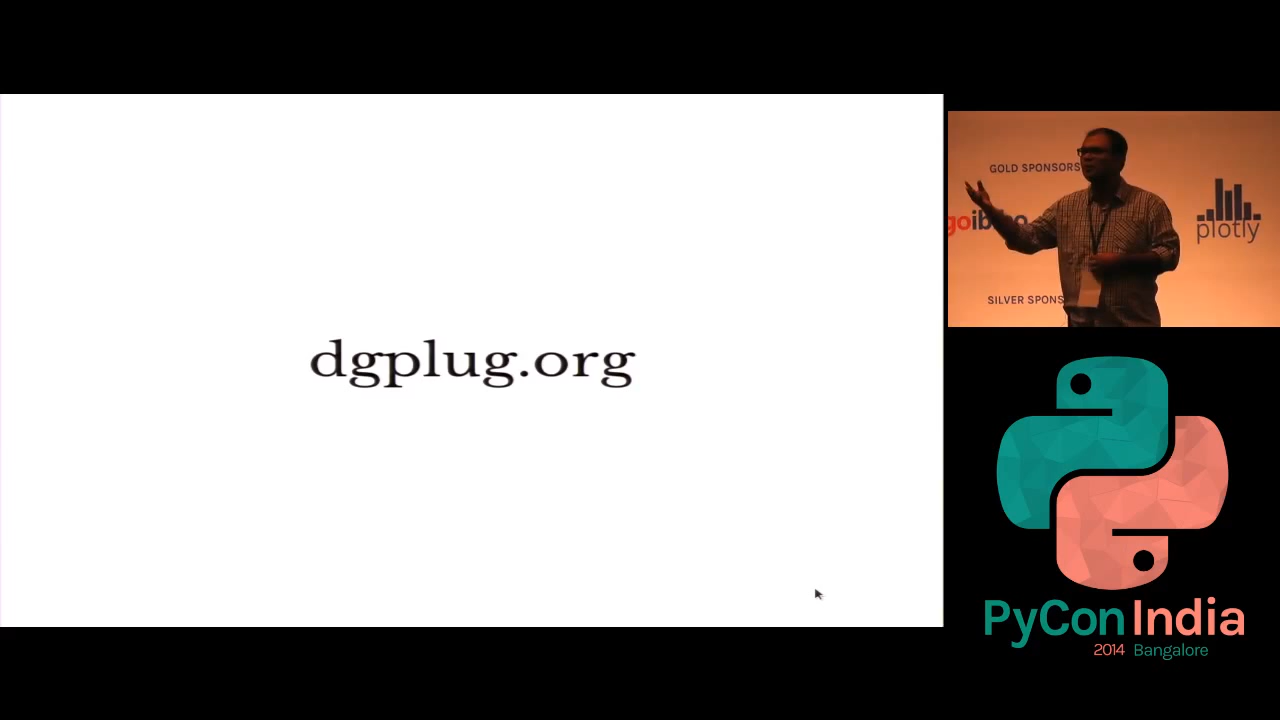 dgplug.org
GOLD SPONSORS
plotly
PyCon India
2014 Bangalore